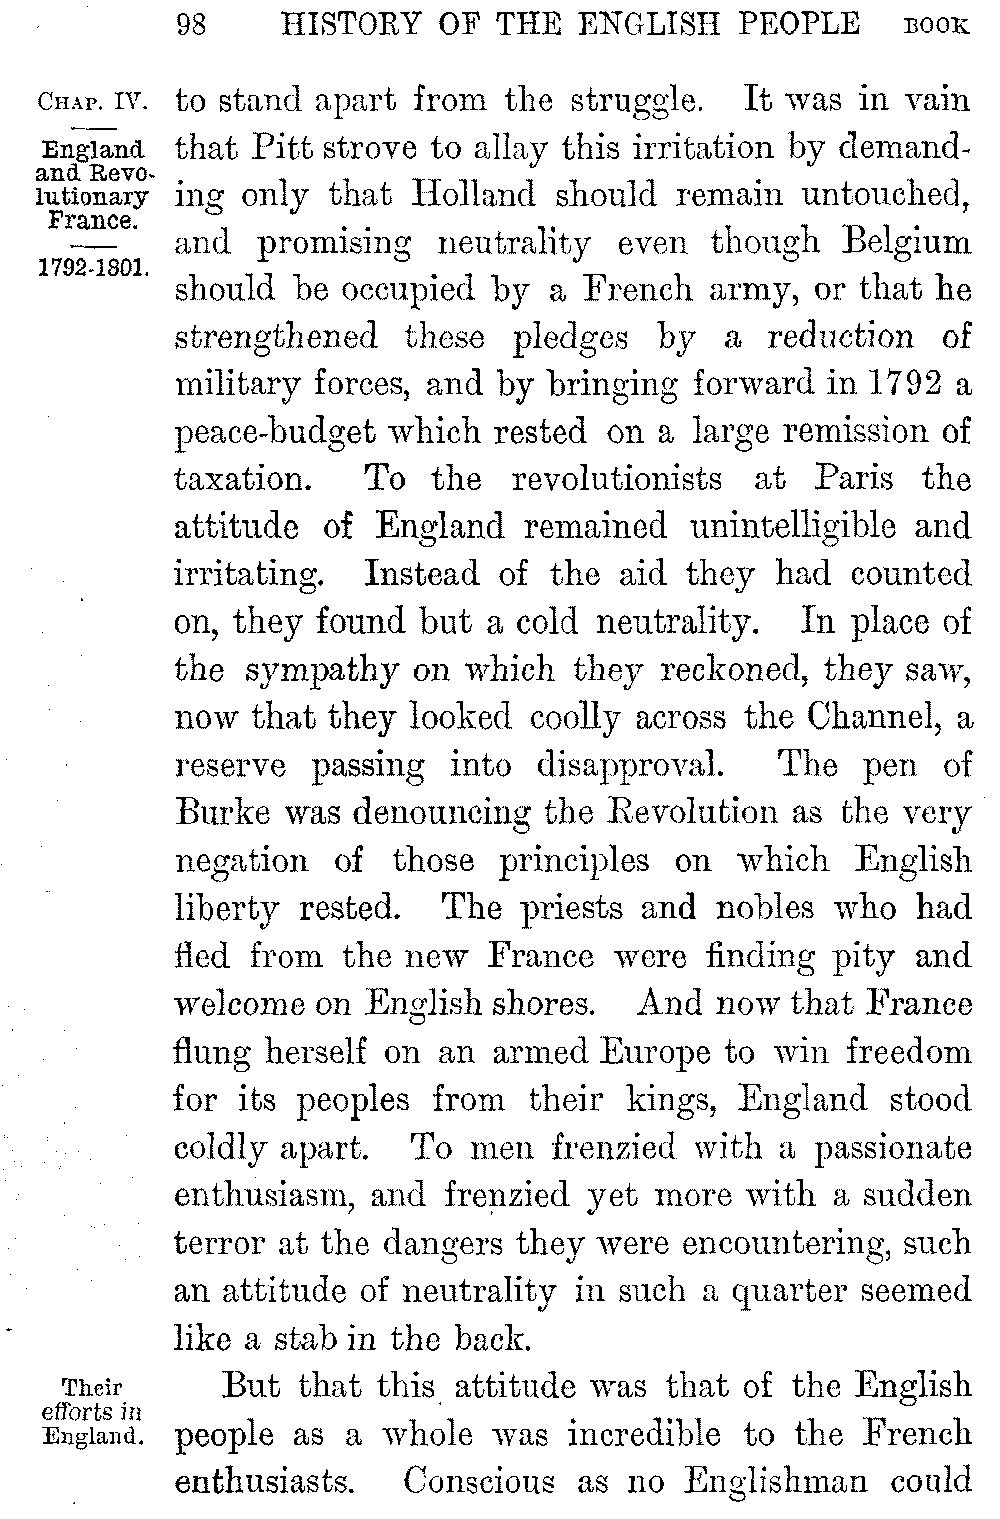 98 HISTORY OF THE ENGLISH PEOPLE BOOK
CHAP. IV.
England
and Revo-
lutionary
France.
1792-1801.
to stand apart from the struggle. It was in vain
that Pitt strove to allay this irritation by demand-
ing only that Holland should remain untouched,
and promising neutrality even though Belgium
should be occupied by a French army, or that he
strengthened these pledges by a reduction of
military forces, and by bringing forward in 1792 a
peace-budget which rested on a large remission of
taxation. To the revolutionists at Paris the
attitude of England remained unintelligible and
irritating. Instead of the aid they had counted
on, they found but a cold neutrality. In place of
the sympathy on which they reckoned, they saw,
now that they looked coolly across the Channel, a
reserve passing into disapproval. The pen of
Burke was denouncing the Revolution as the very
negation of those principles on which English
liberty rested. The priests and nobles who had
fled from the new France were finding pity and
welcome on English shores. And now that France
flung herself on an armed Europe to win freedom
for its peoples from their kings, England stood
coldly apart. To men frenzied with a passionate
enthusiasm, and frenzied yet more with a sudden
terror at the dangers they were encountering, such
an attitude of neutrality in such a quarter seemed
like a stab in the back.
Their
efforts in
England.
But that this attitude was that of the English
people as a whole was incredible to the French
enthusiasts. Conscious as no Englishman could